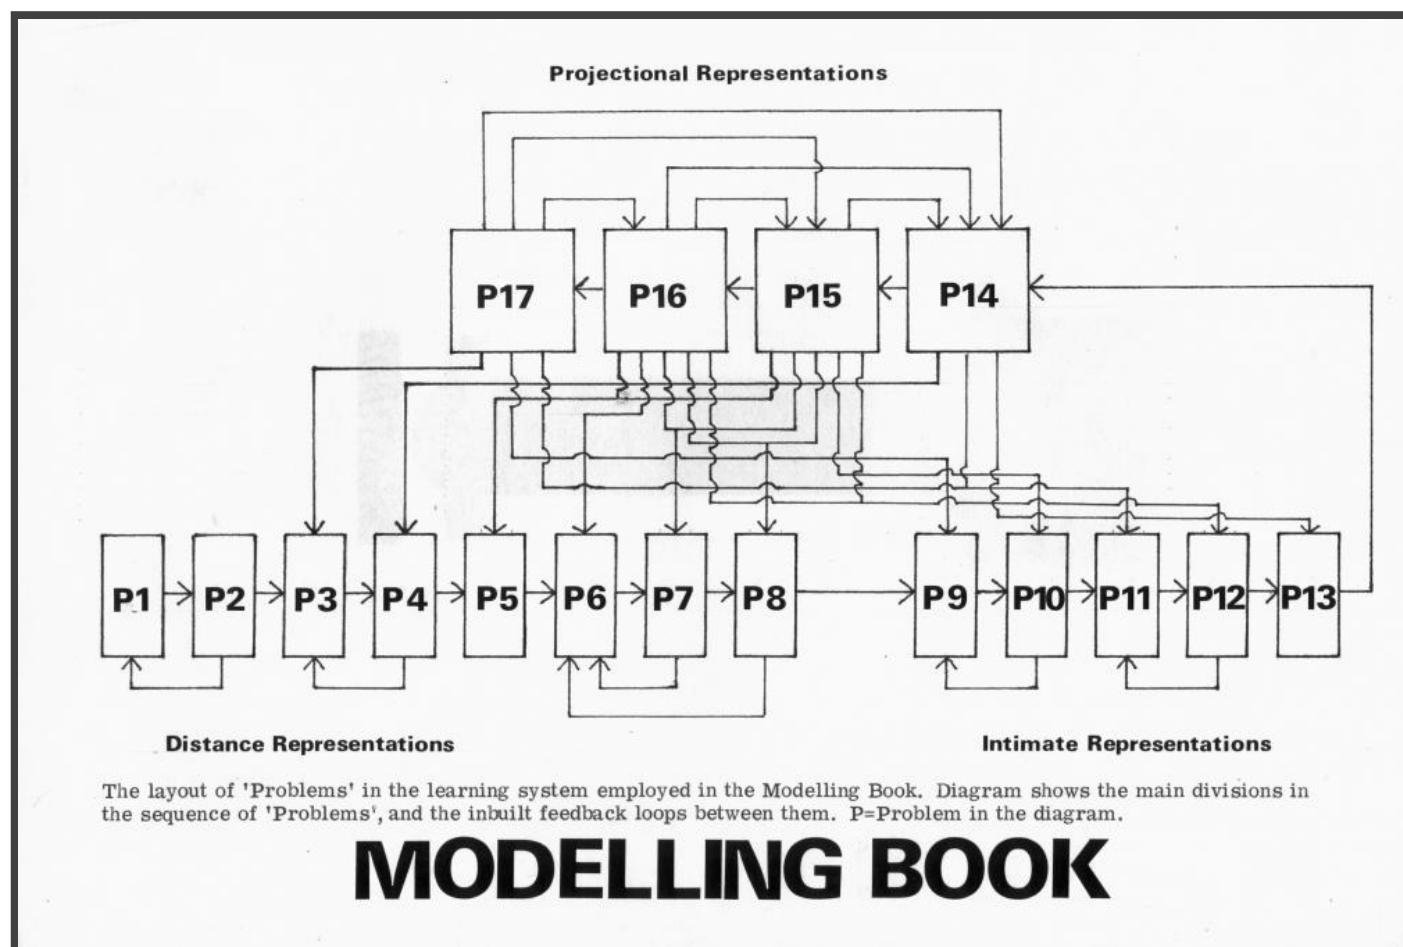 Projectional Representations
P17 P16 P15 P14
P1 P2 P3 P4 P5 P6 P7 P8 P9 P10 P11 P12 P13
Distance Representations Intimate Representations
The layout of 'Problems' in the learning system employed in the Modelling Book. Diagram shows the main divisions in
the sequence of 'Problems', and the inbuilt feedback loops between them. P=Problem in the diagram.
MODELLING BOOK